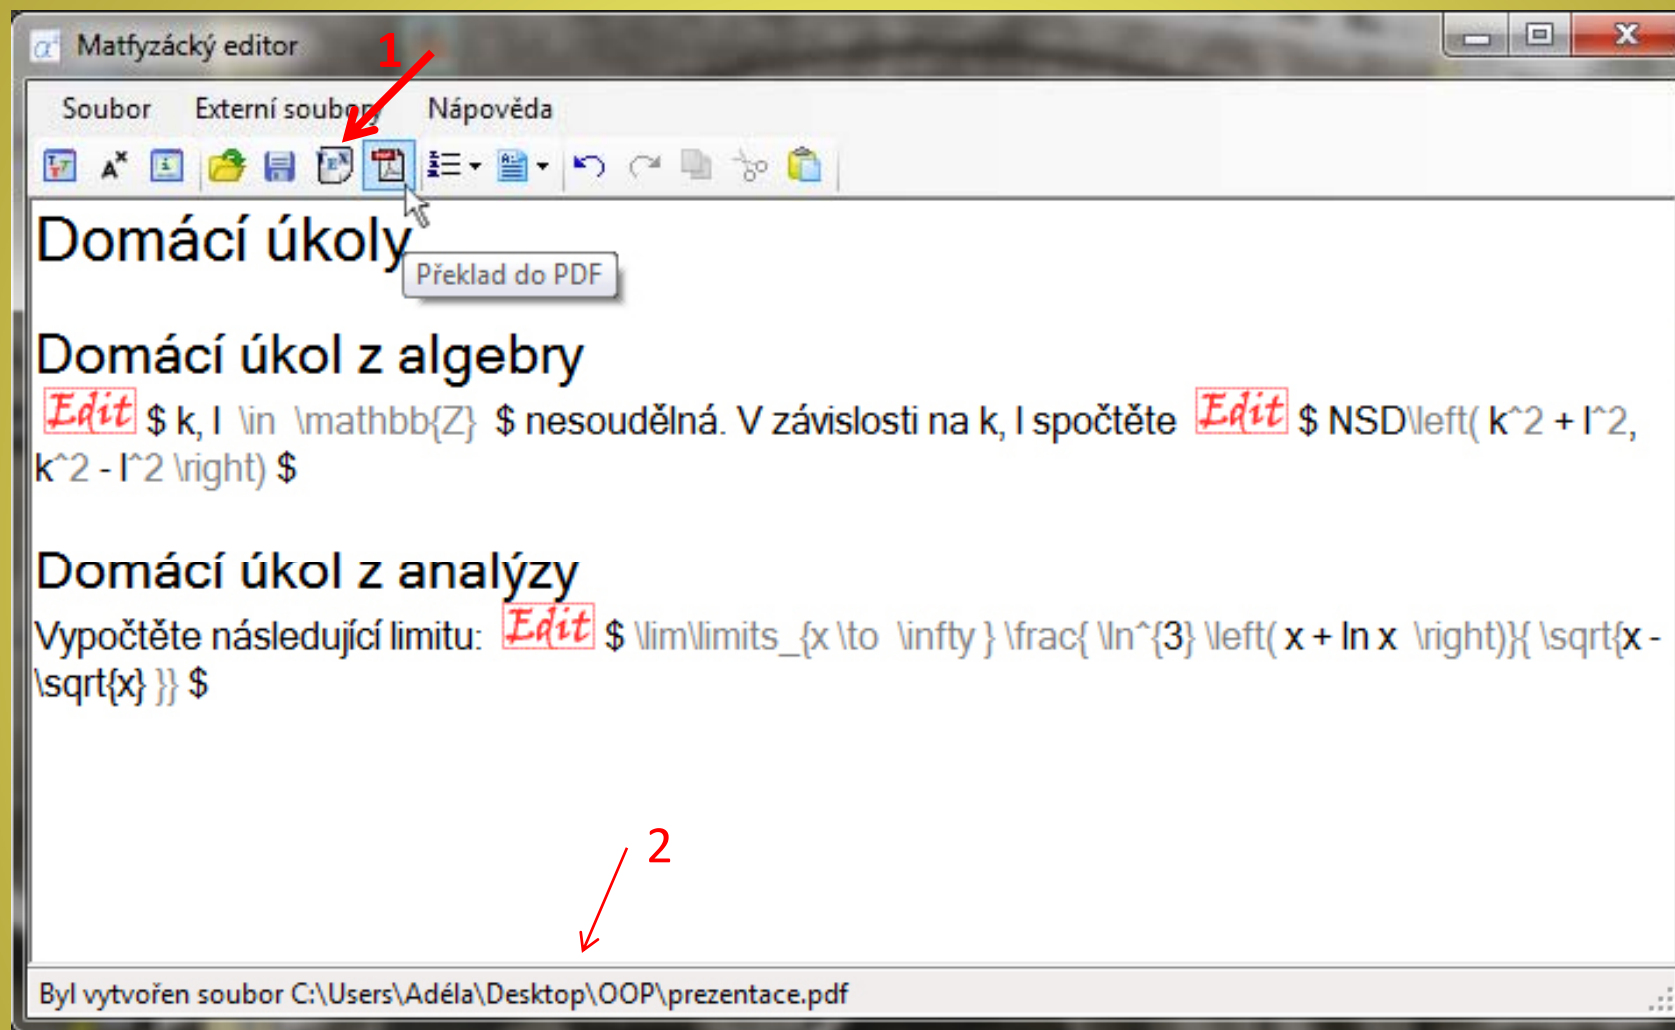 Matfyzácký editor
1
Soubor Externí soubory Nápověda
Domácí úkoly
Překlad do PDF
Domácí úkol z algebry
Edit $ k, l \in \mathbb{Z} $ nesoudělná. V závislosti na k, l spočtěte Edit $ NSD\left( k^2 + l^2,
k^2 - l^2 \right) $
Domácí úkol z analýzy
Vypočtěte následující limitu: Edit $ \lim\limits_{x \to \infty } \frac{ \ln^{3} \left( x + ln x \right)}{ \sqrt{x -
\sqrt{x} }} $
2
Byl vytvořen soubor C:\Users\Adéla\Desktop\OOP\prezentace.pdf